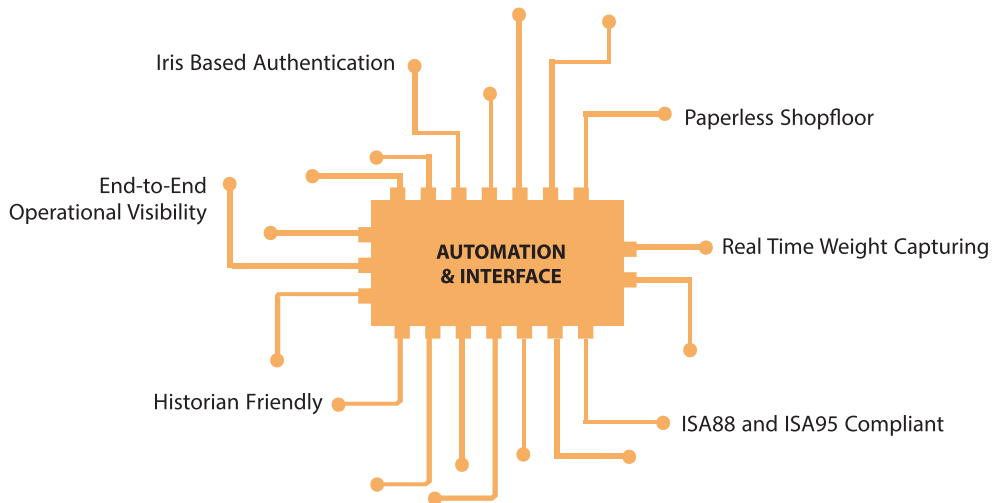 Iris Based Authentication
Paperless Shopfloor
End-to-End
Operational Visibility
AUTOMATION
& INTERFACE
Real Time Weight Capturing
Historian Friendly
ISA88 and ISA95 Compliant